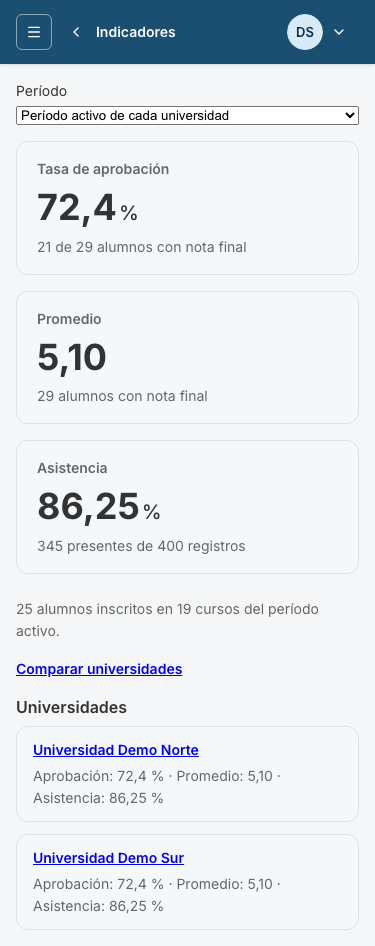 Indicadores
DS
Período
Período activo de cada universidad
Tasa de aprobación
72,4 %
21 de 29 alumnos con nota final
Promedio
5,10
29 alumnos con nota final
Asistencia
86,25 %
345 presentes de 400 registros
25 alumnos inscritos en 19 cursos del período
activo.
Comparar universidades
Universidades
Universidad Demo Norte
Aprobación: 72,4 % · Promedio: 5,10 ·
Asistencia: 86,25 %
Universidad Demo Sur
Aprobación: 72,4 % · Promedio: 5,10 ·
Asistencia: 86,25 %